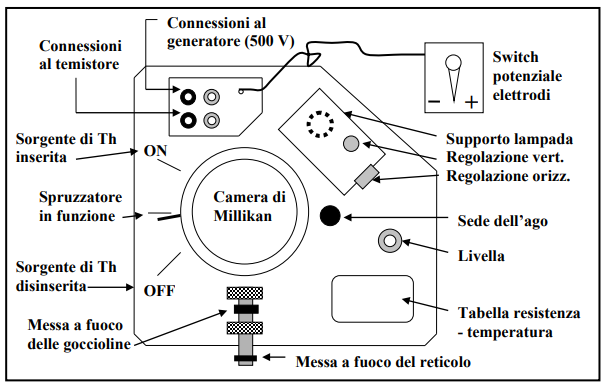 Connessioni al
generatore (500 V)
Connessioni
al temistore
Switch
potenziale
elettrodi
− +
Sorgente di Th
inserita
ON
Supporto lampada
Regolazione vert.
Regolazione orizz.
Spruzzatore
in funzione
Camera di
Millikan
Sede dell'ago
Livella
Sorgente di Th
disinserita
OFF
Tabella resistenza
- temperatura
Messa a fuoco
delle goccioline
Messa a fuoco del reticolo